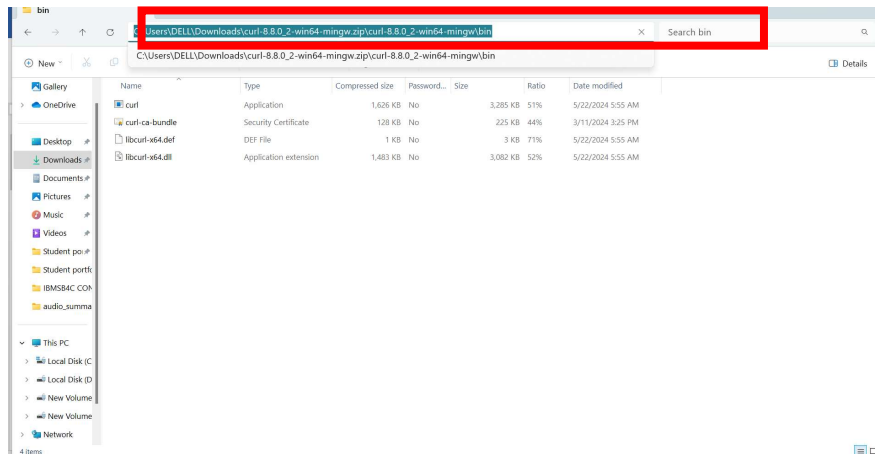 bin
C:\Users\DELL\Downloads\curl-8.8.0_2-win64-mingw.zip\curl-8.8.0_2-win64-mingw\bin
Search bin
C:\Users\DELL\Downloads\curl-8.8.0_2-win64-mingw.zip\curl-8.8.0_2-win64-mingw\bin
New
Details
Gallery
OneDrive
Desktop
Downloads
Documents
Pictures
Music
Videos
Student po
Student portfo
IBMSB4C CON
audio_summa
This PC
Local Disk (C
Local Disk (D
New Volume
New Volume
Network
Name Type Compressed size Password... Size Ratio Date modified
curl Application 1,626 KB No 3,285 KB 51% 5/22/2024 5:55 AM
curl-ca-bundle Security Certificate 128 KB No 225 KB 44% 3/11/2024 3:25 PM
libcurl-x64.def DEF File 1 KB No 3 KB 71% 5/22/2024 5:55 AM
libcurl-x64.dll Application extension 1,483 KB No 3,082 KB 52% 5/22/2024 5:55 AM
4 items